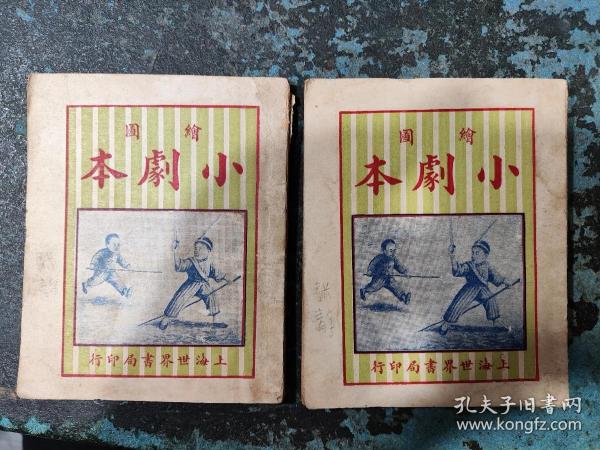 繪圖
小劇本
上海世界書局印行
繪圖
小劇本
上海世界書局印行
孔夫子旧書网
www.kongfz.com